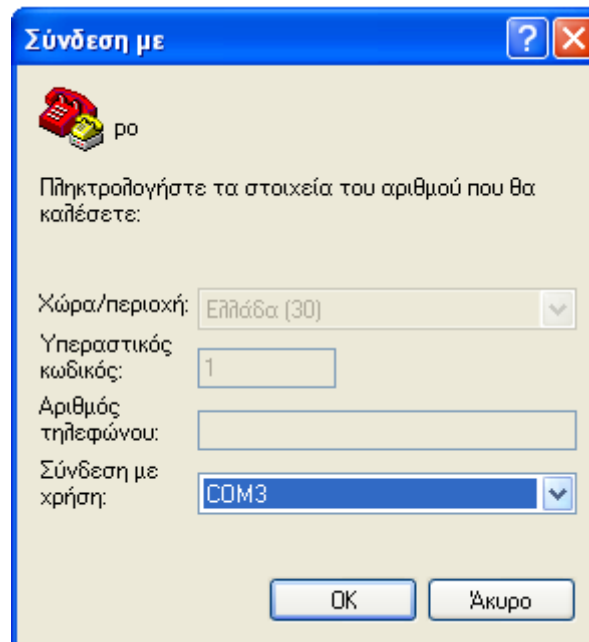 Σύνδεση με
po
Πληκτρολογήστε τα στοιχεία του αριθμού που θα
καλέσετε:
Χώρα/περιοχή:
Ελλάδα (30)
Υπεραστικός
κωδικός:
1
Αριθμός
τηλεφώνου:
Σύνδεση με
χρήση:
COM3
OK
Άκυρο